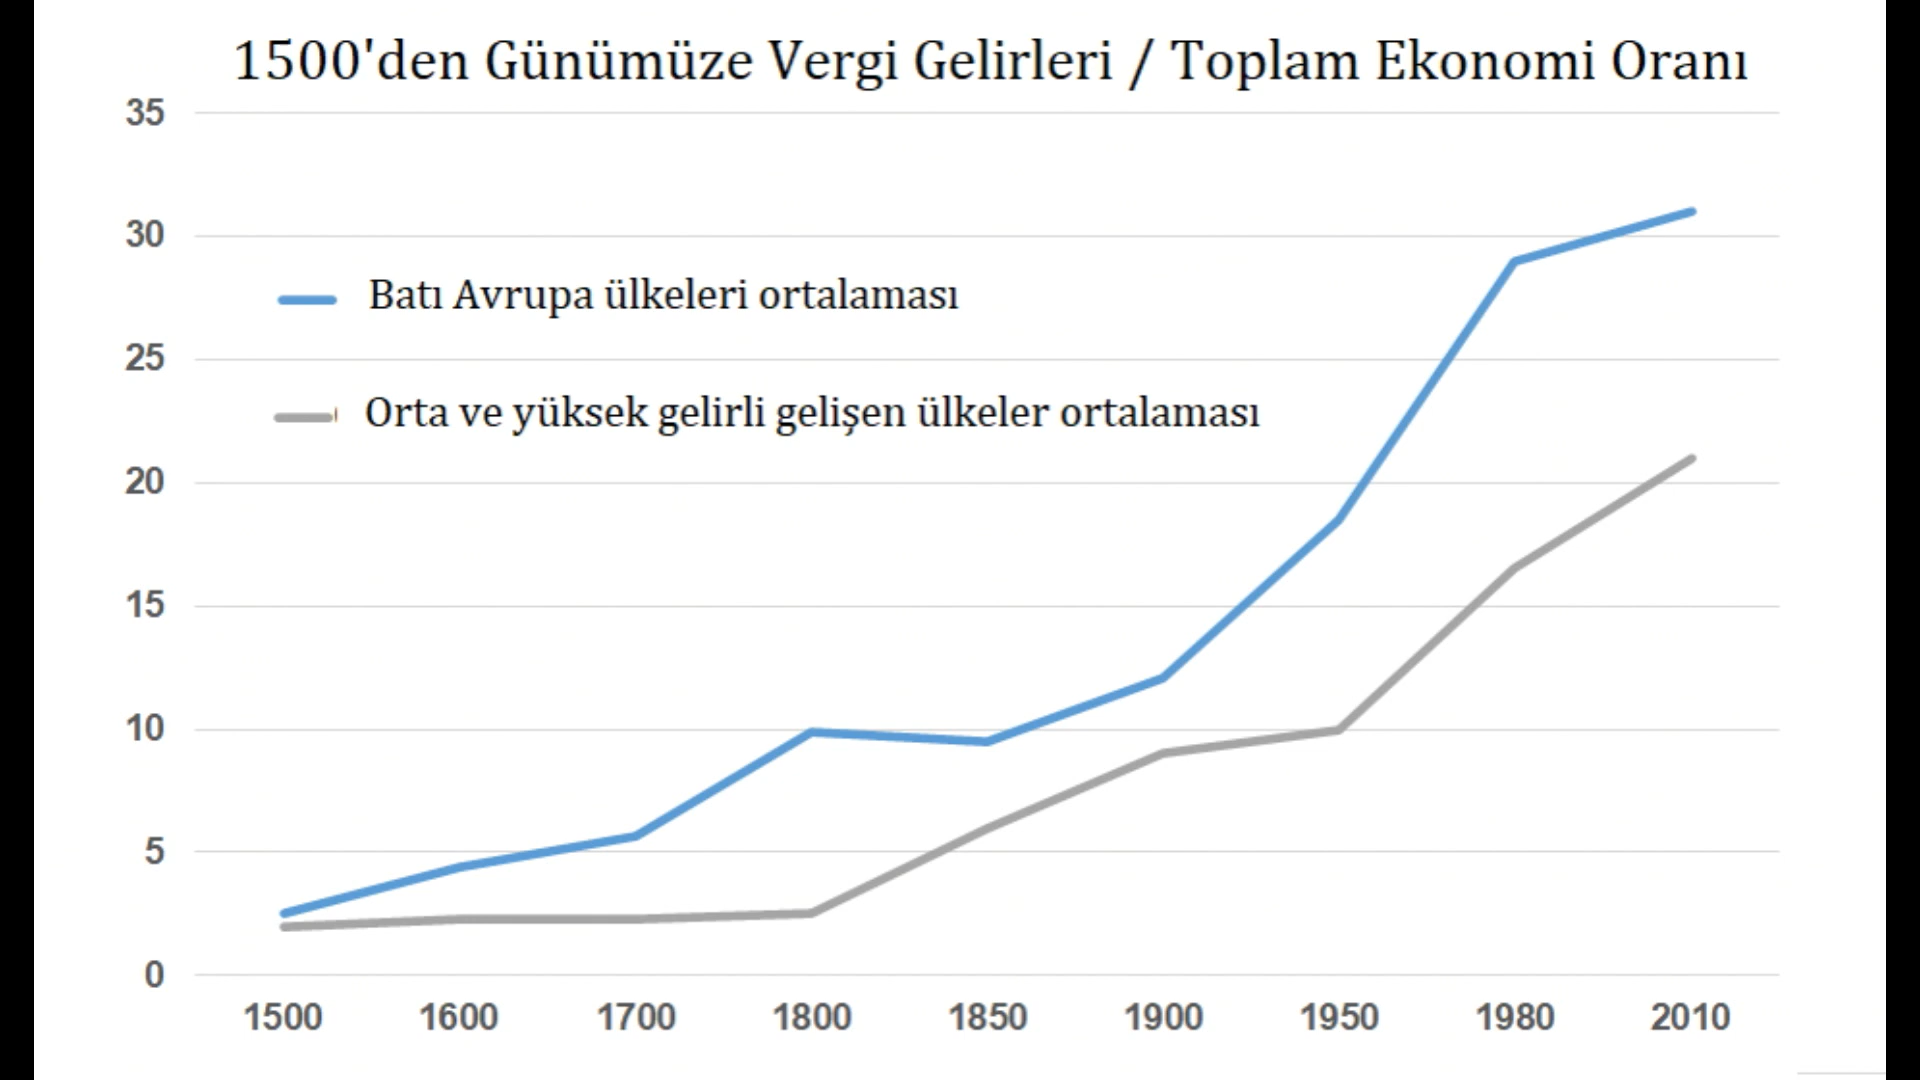 1500'den Günümüze Vergi Gelirleri / Toplam Ekonomi Oranı
35
30
Batı Avrupa ülkeleri ortalaması
25
Orta ve yüksek gelirli gelişen ülkeler ortalaması
20
15
10
5
0
1500 1600 1700 1800 1850 1900 1950 1980 2010